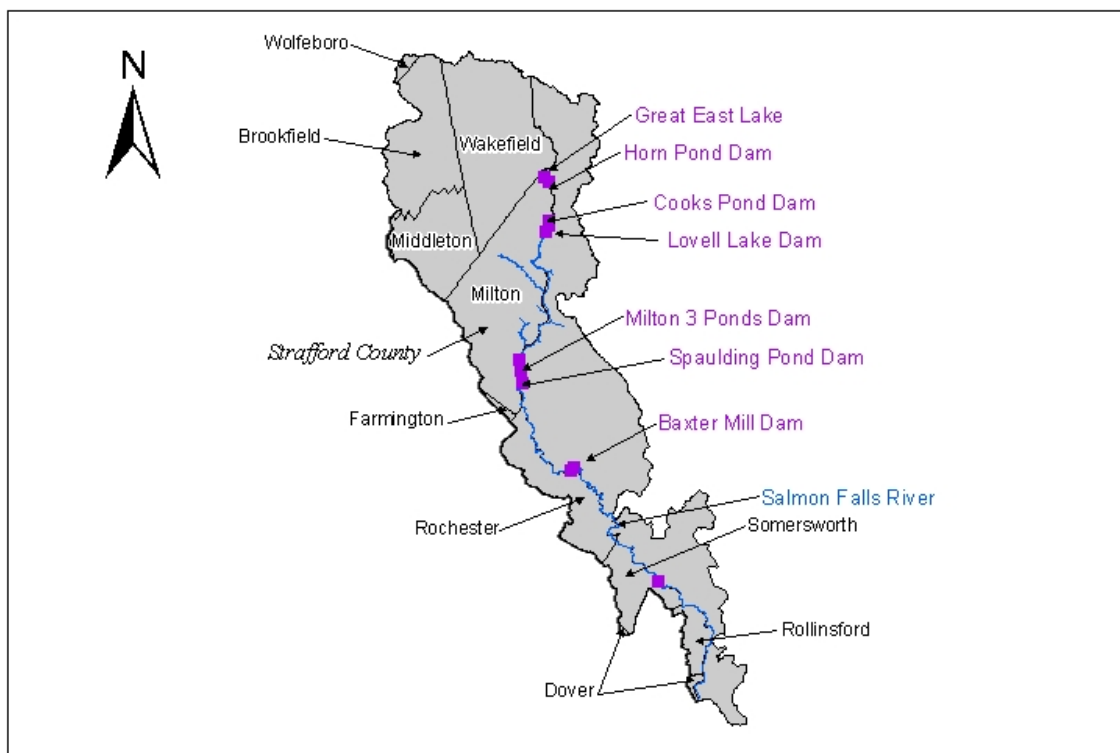 Wolfeboro
N
Great East Lake
Brookfield
Wakefield
Horn Pond Dam
Cooks Pond Dam
Middleton
Lovell Lake Dam
Milton
Milton 3 Ponds Dam
Strafford County
Spaulding Pond Dam
Farmington
Baxter Mill Dam
Salmon Falls River
Rochester
Somersworth
Rollinsford
Dover